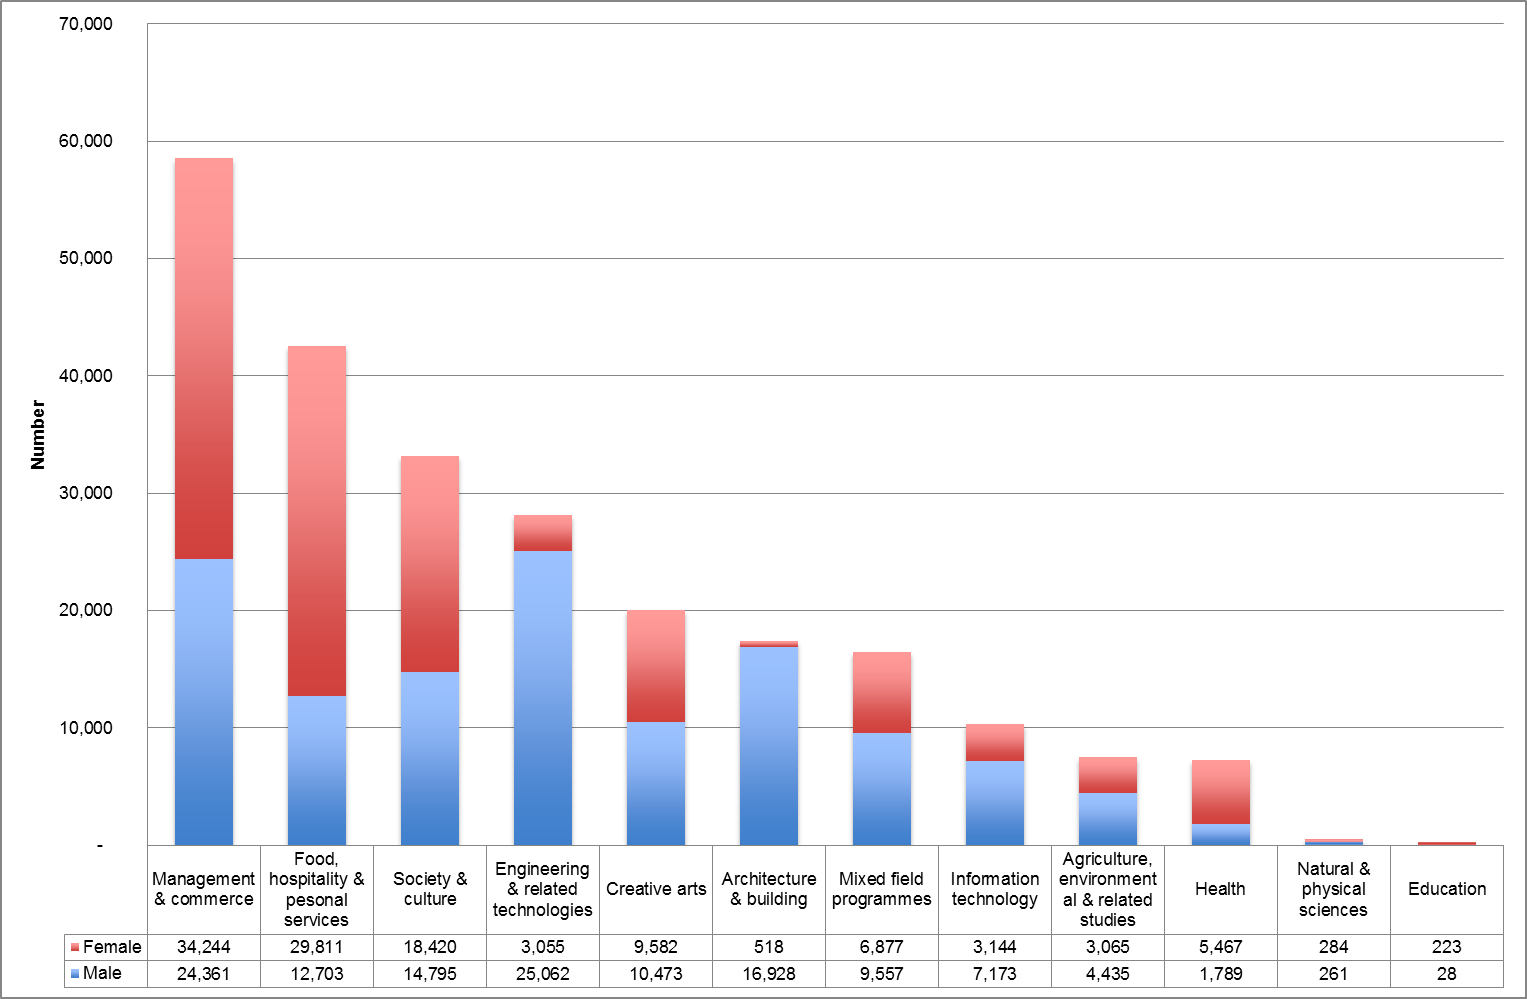 70,000
60,000
50,000
40,000
30,000
20,000
10,000
-
Number
Management
& commerce
Food,
hospitality &
pesonal
services
Society &
culture
Engineering
& related
technologies
Creative arts
Architecture
& building
Mixed field
programmes
Information
technology
Agriculture,
environment
al & related
studies
Health
Natural &
physical
sciences
Education
Female 34,244 29,811 18,420 3,055 9,582 518 6,877 3,144 3,065 5,467 284 223
Male 24,361 12,703 14,795 25,062 10,473 16,928 9,557 7,173 4,435 1,789 261 28